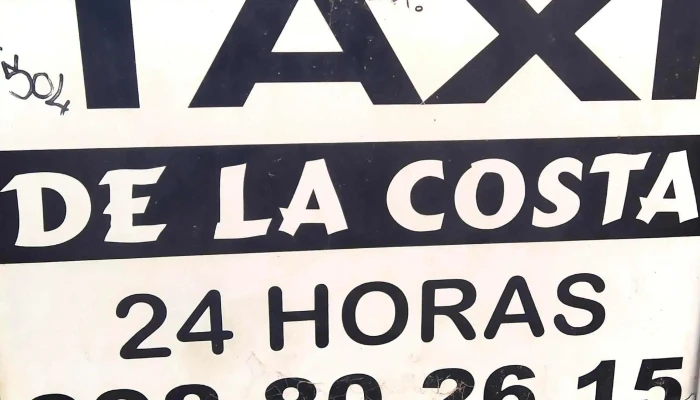 TAXI
DE LA COSTA
24 HORAS